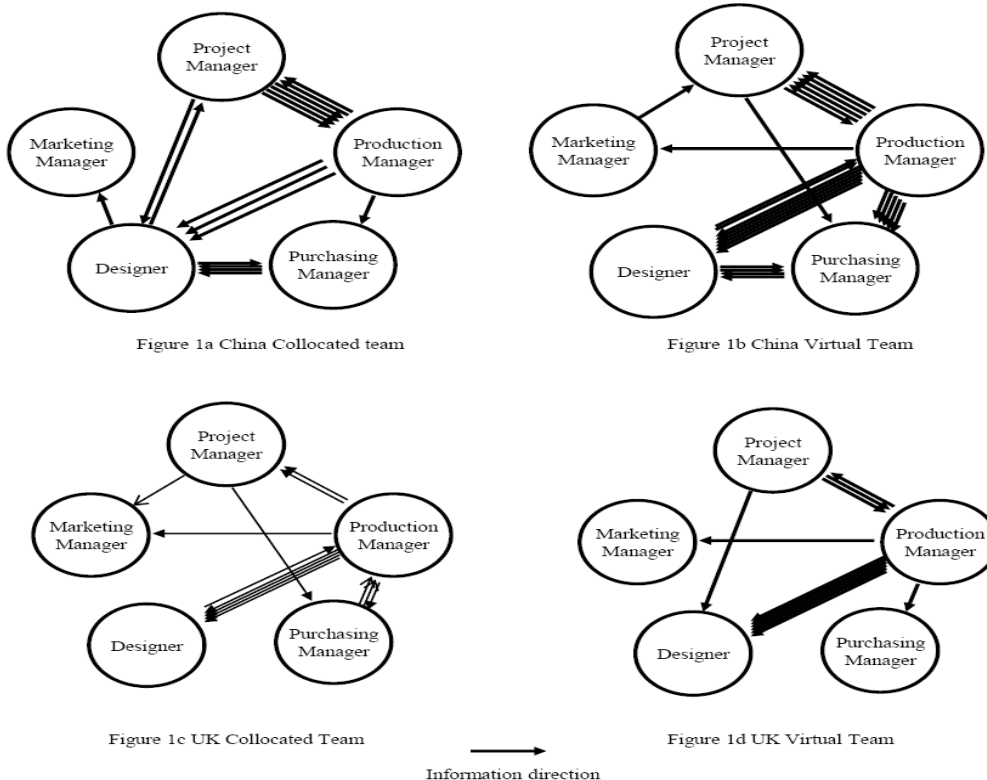 Project
Manager
Marketing
Manager
Production
Manager
Designer
Purchasing
Manager
Figure 1a China Collocated team
Project
Manager
Marketing
Manager
Production
Manager
Designer
Purchasing
Manager
Figure 1b China Virtual Team
Project
Manager
Marketing
Manager
Production
Manager
Designer
Purchasing
Manager
Figure 1c UK Collocated Team
Project
Manager
Marketing
Manager
Production
Manager
Designer
Purchasing
Manager
Figure 1d UK Virtual Team
Information direction